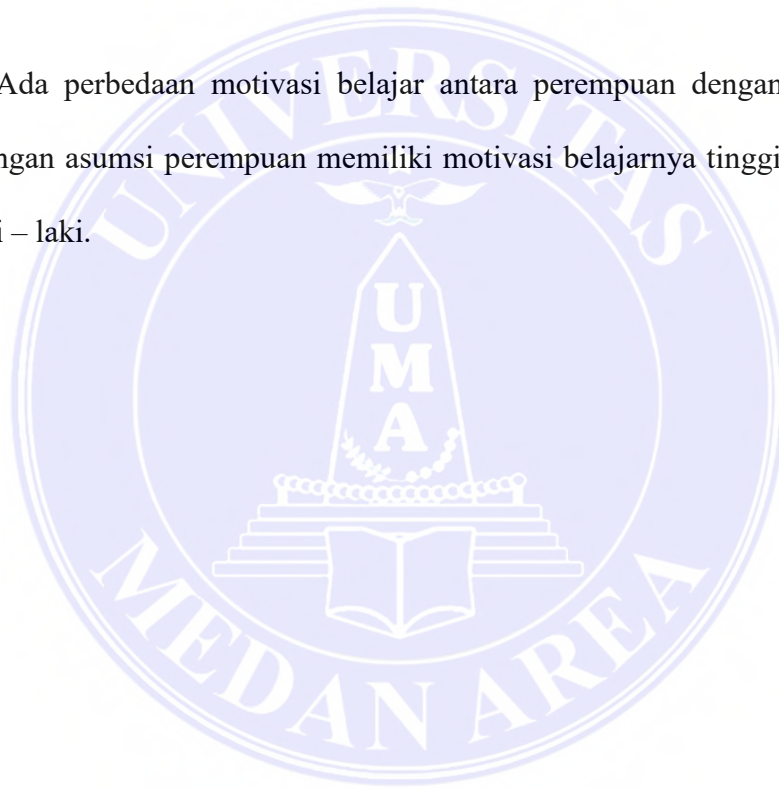 Ada perbedaan motivasi belajar antara perempuan dengan
ngan asumsi perempuan memiliki motivasi belajarnya tinggi
i – laki.
UNIVERSITAS
U
M
A
MEDAN AREA